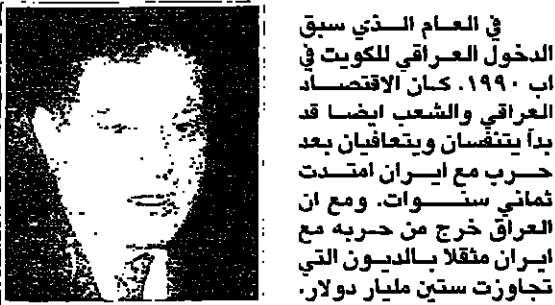 في العام الذي سبق
الدخول العراقي للكويت في
اب ١٩٩٠. كان الاقتصاد
العراقي والشعب ايضا قد
بدأ يتنفسان ويتعافيان بعد
حرب مع ايران امتدت
ثماني سنوات. ومع ان
العراق خرج من حربه مع
ايران مثقلا بالديون التي
تجاوزت ستين مليار دولار.